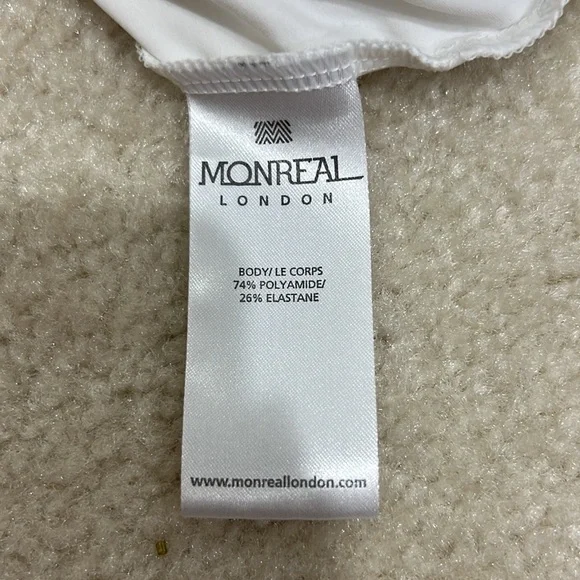 MONREAL
LONDON
BODY/ LE CORPS
74% POLYAMIDE/
26% ELASTANE
www.monreallondon.com